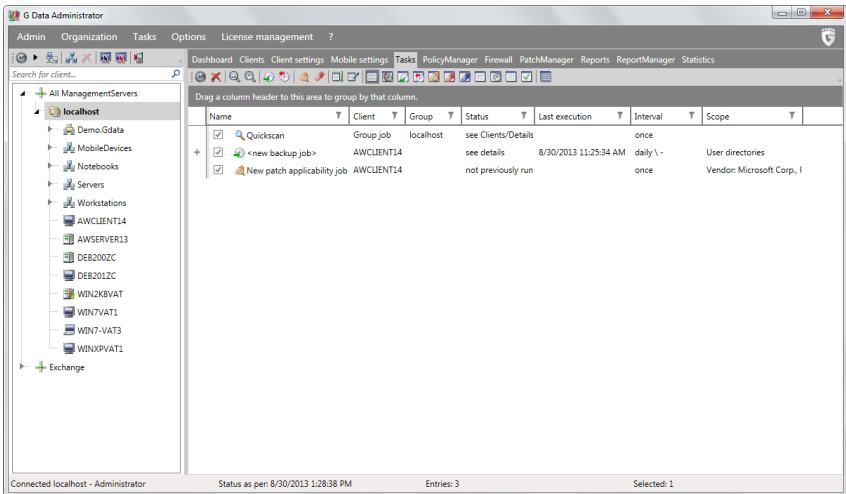 G Data Administrator
Admin Organization Tasks Options License management ?
Search for client...
Dashboard Clients Client settings Mobile settings Tasks PolicyManager Firewall PatchManager Reports ReportManager Statistics
All ManagementServers
localhost
Demo.Gdata
MobileDevices
Notebooks
Servers
Workstations
AWCLIENT14
AWSERVER13
DEB200ZC
DEB201ZC
WIN2K8VAT
WIN7VAT1
WIN7-VAT3
WINXPVAT1
Exchange
Drag a column header to this area to group by that column.
Name Client Group Status Last execution Interval Scope
Quickscan Group job localhost see Clients/Details once
<new backup job> AWCLIENT14 see details 8/30/2013 11:25:34 AM daily \ - User directories
New patch applicability job AWCLIENT14 not previously run once Vendor: Microsoft Corp., I
Connected localhost - Administrator Status as per: 8/30/2013 1:28:38 PM Entries: 3 Selected: 1